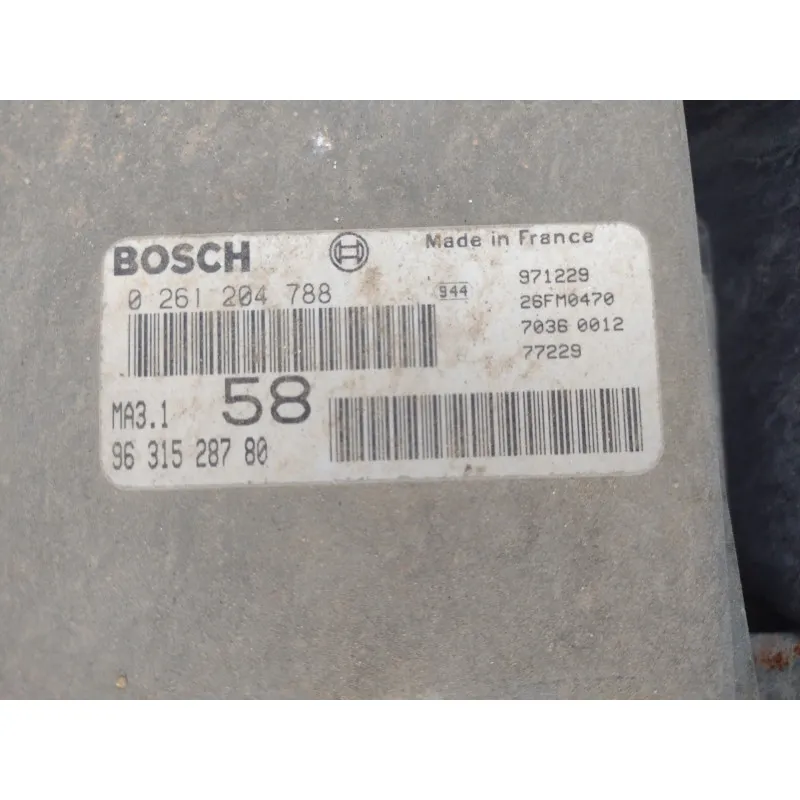 BOSCH
Made in France
0 261 204 788
944
971229
26FM0470
7036 0012
77229
MA3.1
58
96 315 287 80